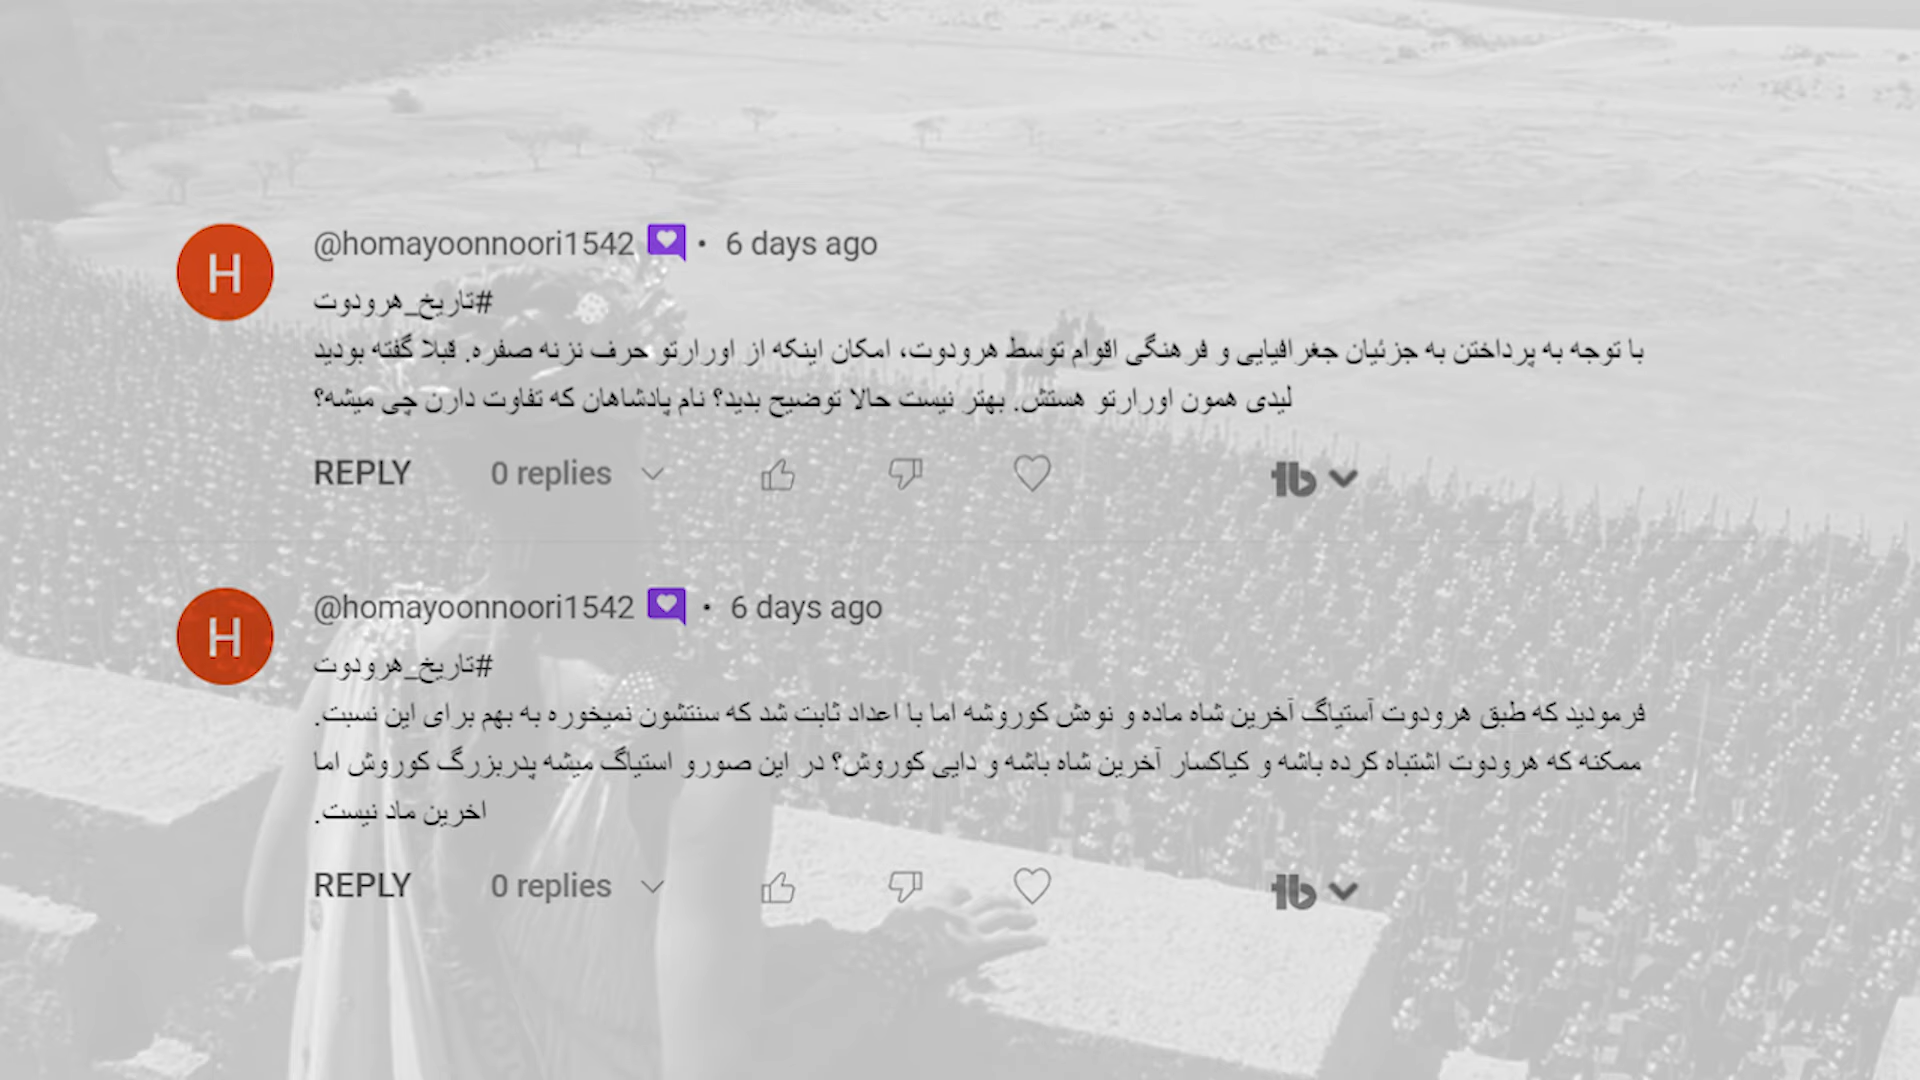 H
@homayoonnoori1542 • 6 days ago
#تاریخ_هرودوت
با توجه به پرداختن به جزئیان جغرافیایی و فرهنگی اقوام توسط هرودوت، امکان اینکه از اورارتو حرف نزنه صفره. قبلا گفته بودید
لیدی همون اورارتو هستش. بهتر نیست حالا توضیح بدید؟ نام پادشاهان که تفاوت دارن چی میشه؟
REPLY 0 replies
H
@homayoonnoori1542 • 6 days ago
#تاریخ_هرودوت
فرمودید که طبق هرودوت آستیاگ آخرین شاه ماده و نوش کوروشه اما با اعداد ثابت شد که سنتشون نمیخوره به بهم برای این نسبت.
ممکنه که هرودوت اشتباه کرده باشه و کیاکسار آخرین شاه باشه و دایی کوروش؟ در این صورو استیاگ میشه پدربزرگ کوروش اما
اخرین ماد نیست.
REPLY 0 replies